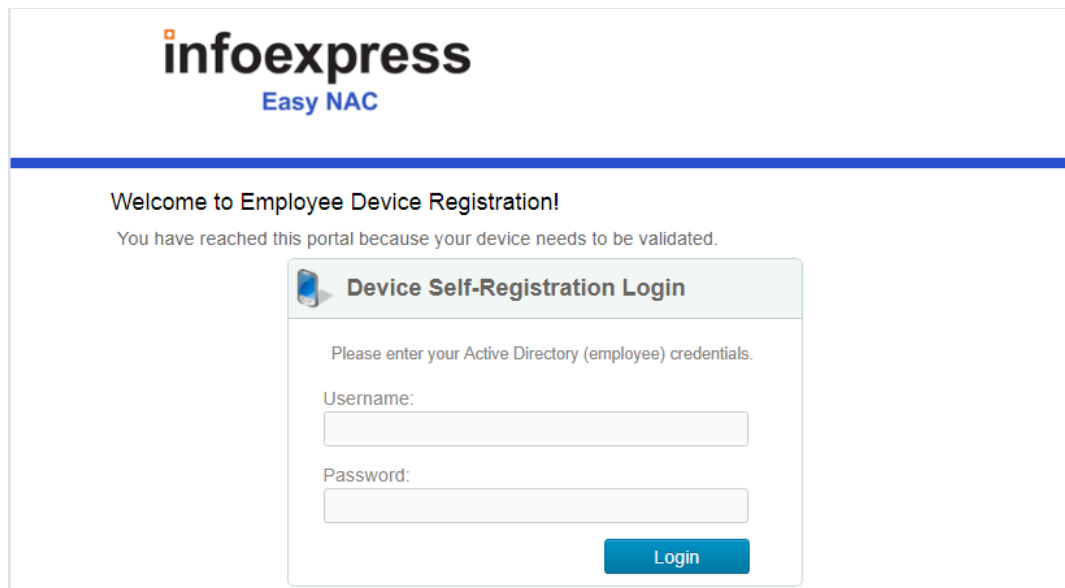 infoexpress
Easy NAC
Welcome to Employee Device Registration!
You have reached this portal because your device needs to be validated.
Device Self-Registration Login
Please enter your Active Directory (employee) credentials.
Username:
Password:
Login